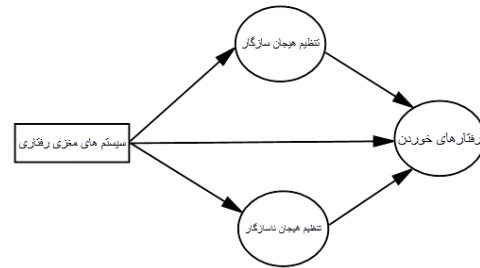 تنظیم هیجان سازگار
رفتارهای خوردن
سیستم های مغزی رفتاری
تنظیم هیجان ناسازگار